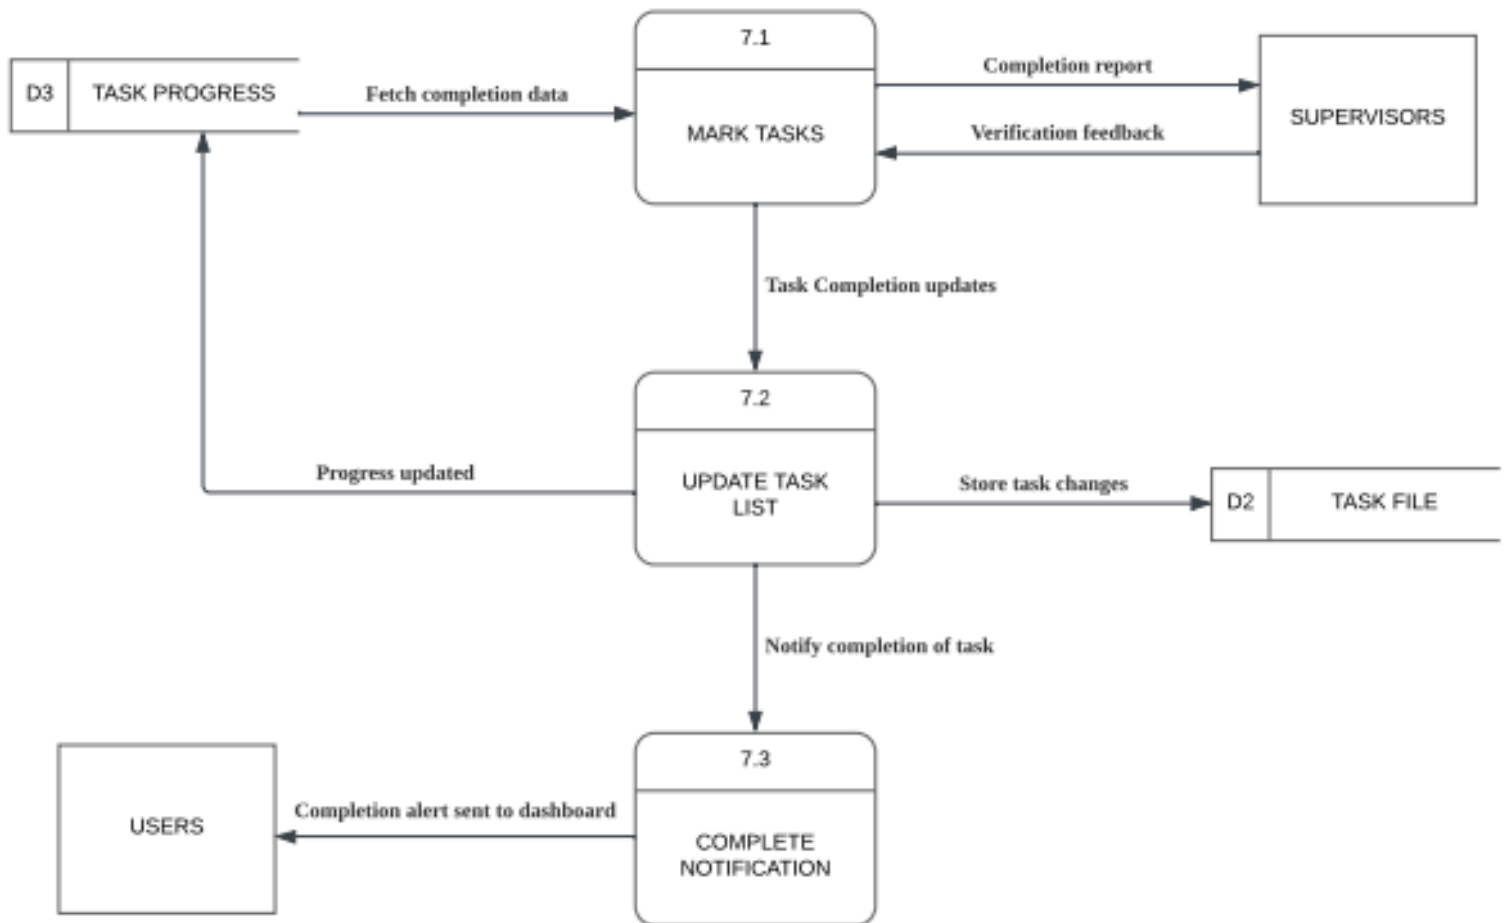 7.1
D3
TASK PROGRESS
Fetch completion data
MARK TASKS
Completion report
Verification feedback
SUPERVISORS
Task Completion updates
7.2
UPDATE TASK
LIST
Progress updated
Store task changes
D2
TASK FILE
Notify completion of task
7.3
COMPLETE
NOTIFICATION
Completion alert sent to dashboard
USERS